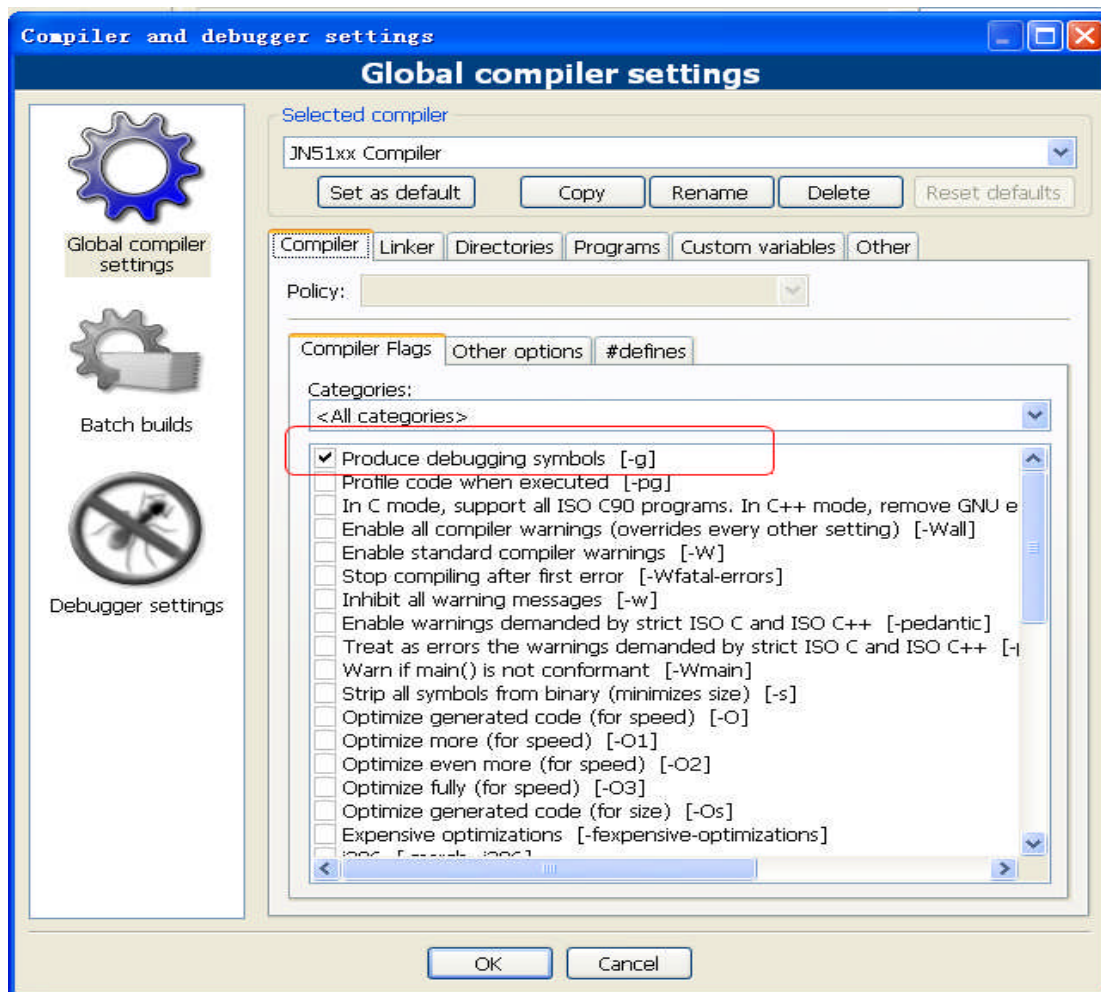 Compiler and debugger settings
Global compiler settings
Global compiler
settings
Batch builds
Debugger settings
Selected compiler
JN51xx Compiler
Set as default Copy Rename Delete Reset defaults
Compiler Linker Directories Programs Custom variables Other
Policy:
Compiler Flags Other options #defines
Categories:
<All categories>
Produce debugging symbols [-g]
Profile code when executed [-pg]
In C mode, support all ISO C90 programs. In C++ mode, remove GNU e
Enable all compiler warnings (overrides every other setting) [-Wall]
Enable standard compiler warnings [-W]
Stop compiling after first error [-Wfatal-errors]
Inhibit all warning messages [-w]
Enable warnings demanded by strict ISO C and ISO C++ [-pedantic]
Treat as errors the warnings demanded by strict ISO C and ISO C++ [-
Warn if main() is not conformant [-Wmain]
Strip all symbols from binary (minimizes size) [-s]
Optimize generated code (for speed) [-O]
Optimize more (for speed) [-O1]
Optimize even more (for speed) [-O2]
Optimize fully (for speed) [-O3]
Optimize generated code (for size) [-Os]
Expensive optimizations [-fexpensive-optimizations]
OK Cancel